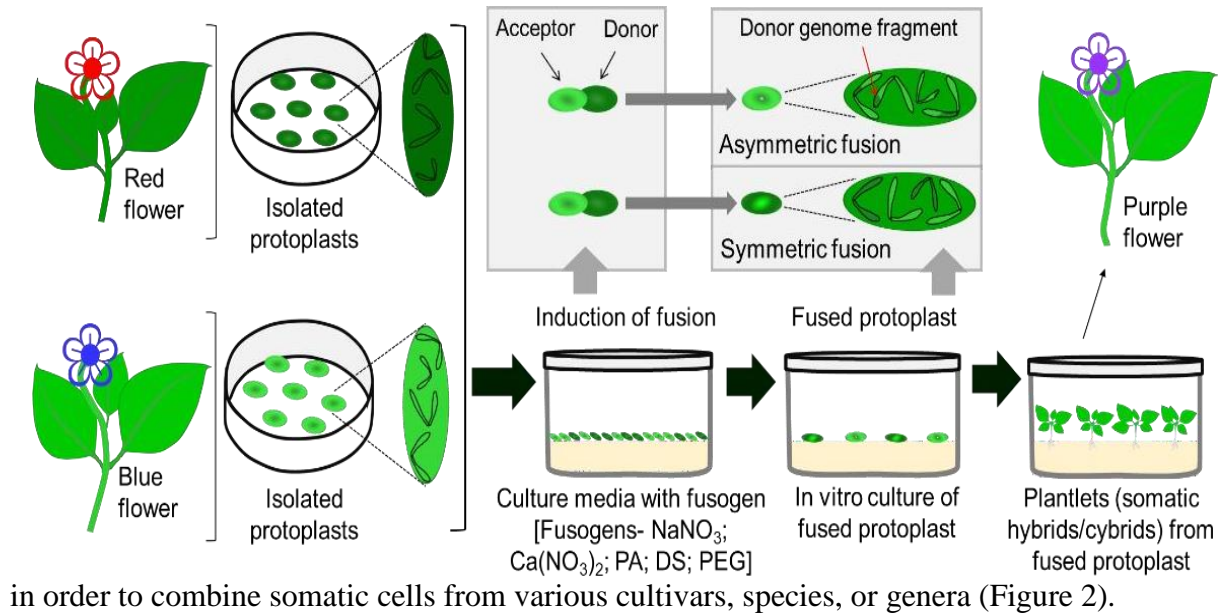 Acceptor
Donor
Donor genome fragment
Asymmetric fusion
Symmetric fusion
Red
flower
Isolated
protoplasts
Purple
flower
Induction of fusion
Fused protoplast
Blue
flower
Isolated
protoplasts
Culture media with fusogen
[Fusogens- NaNO₃;
Ca(NO₃)₂; PA; DS; PEG]
In vitro culture of
fused protoplast
Plantlets (somatic
hybrids/cybrids) from
fused protoplast
in order to combine somatic cells from various cultivars, species, or genera (Figure 2).